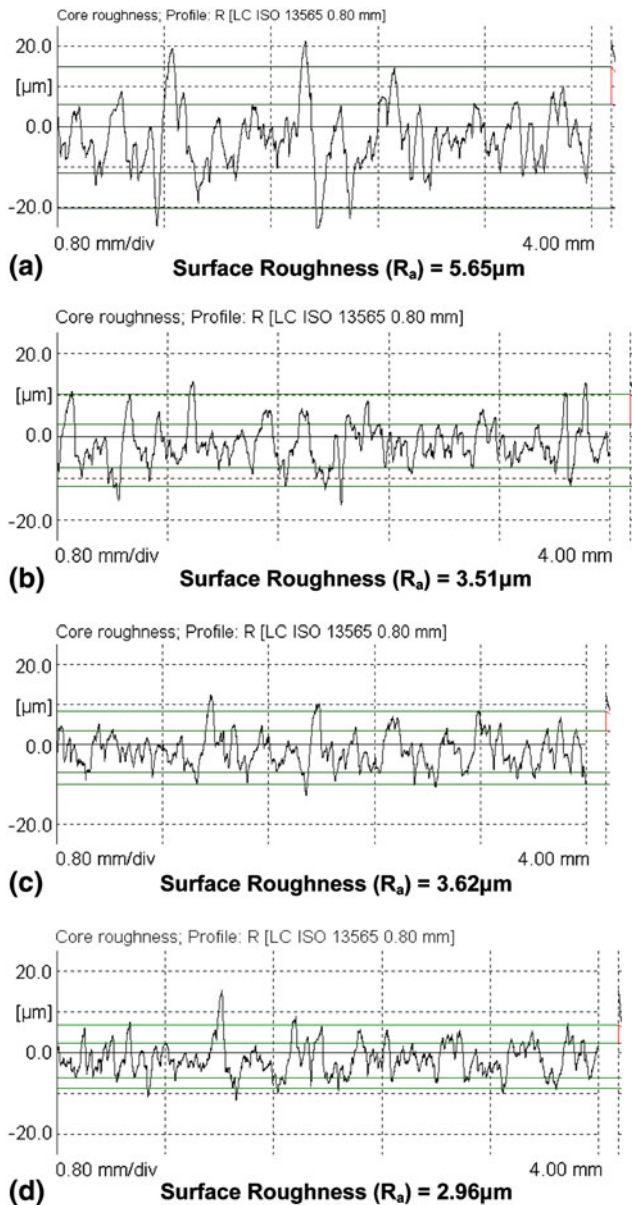 Core roughness; Profile: R [LC ISO 13565 0.80 mm]
20.0
[µm]
0.0
-20.0
0.80 mm/div 4.00 mm
(a) Surface Roughness (Ra) = 5.65µm
Core roughness; Profile: R [LC ISO 13565 0.80 mm]
20.0
[µm]
0.0
-20.0
0.80 mm/div 4.00 mm
(b) Surface Roughness (Ra) = 3.51µm
Core roughness; Profile: R [LC ISO 13565 0.80 mm]
20.0
[µm]
0.0
-20.0
0.80 mm/div 4.00 mm
(c) Surface Roughness (Ra) = 3.62µm
Core roughness; Profile: R [LC ISO 13565 0.80 mm]
20.0
[µm]
0.0
-20.0
0.80 mm/div 4.00 mm
(d) Surface Roughness (Ra) = 2.96µm